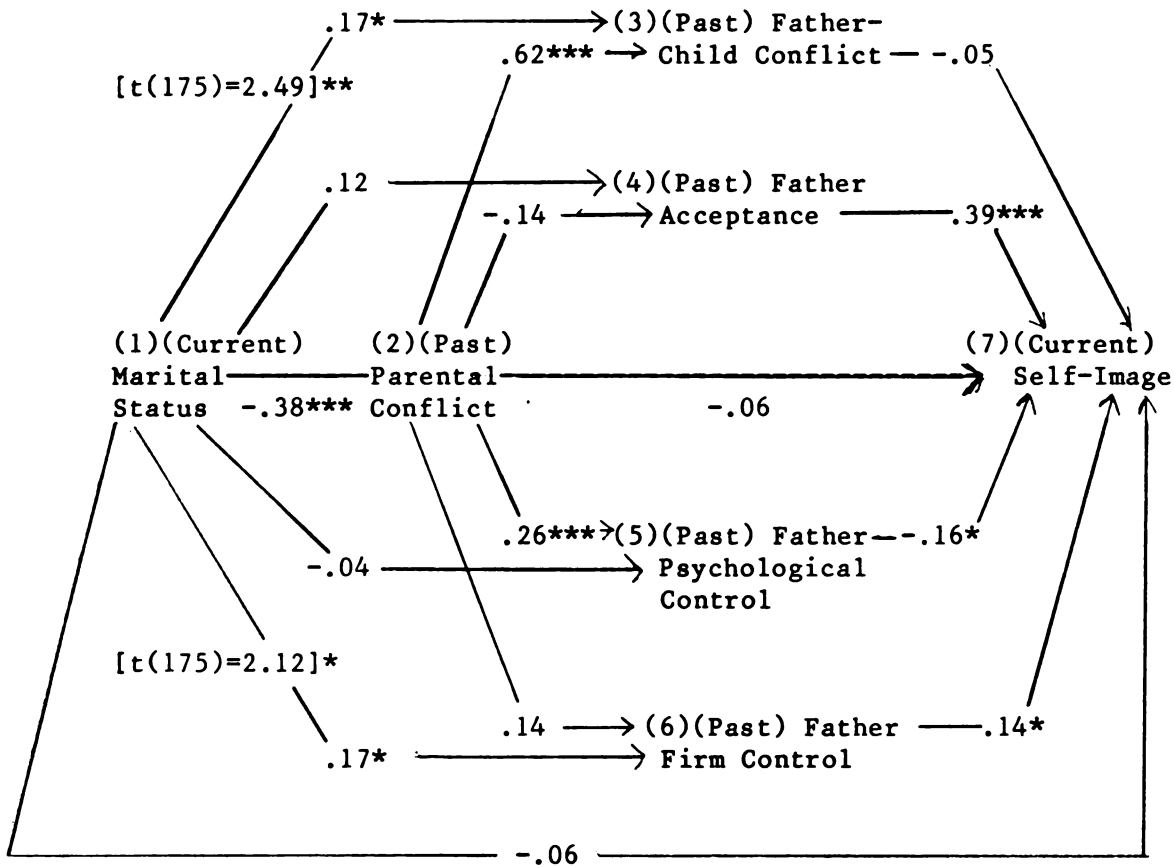 .17* (3)(Past) Father-
.62*** Child Conflict -.05
[t(175)=2.49]**
.12 (4)(Past) Father
-.14 Acceptance .39***
(1)(Current) (2)(Past) (7)(Current)
Marital Parental Self-Image
Status -.38*** Conflict -.06
.26*** (5)(Past) Father -.16*
-.04 Psychological
Control
[t(175)=2.12]*
.14 (6)(Past) Father .14*
.17* Firm Control
-.06